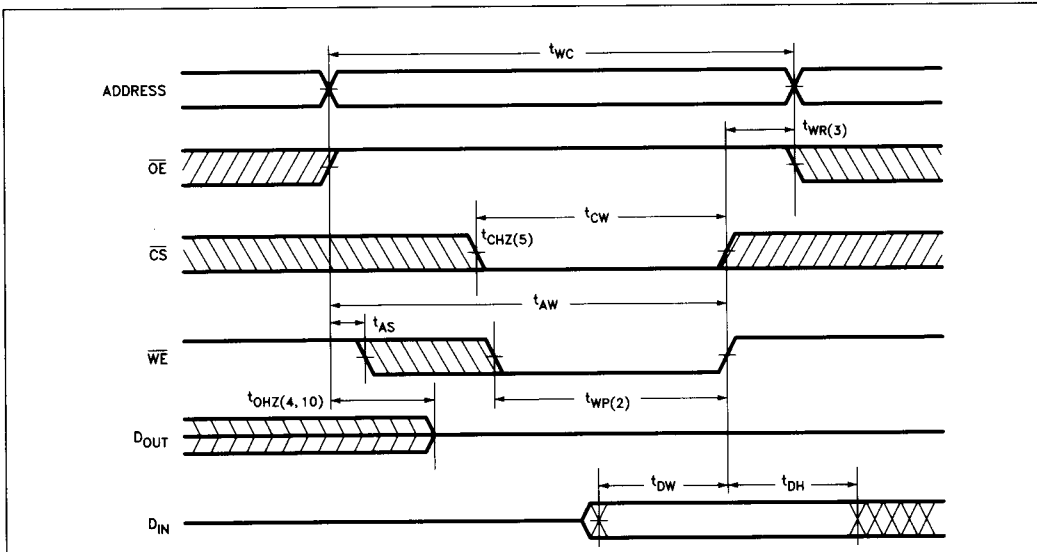 tWC
ADDRESS
tWR(3)
OE
tCW
tCHZ(5)
CS
tAW
tAS
WE
tOHZ(4, 10)
tWP(2)
DOUT
tDW
tDH
DIN